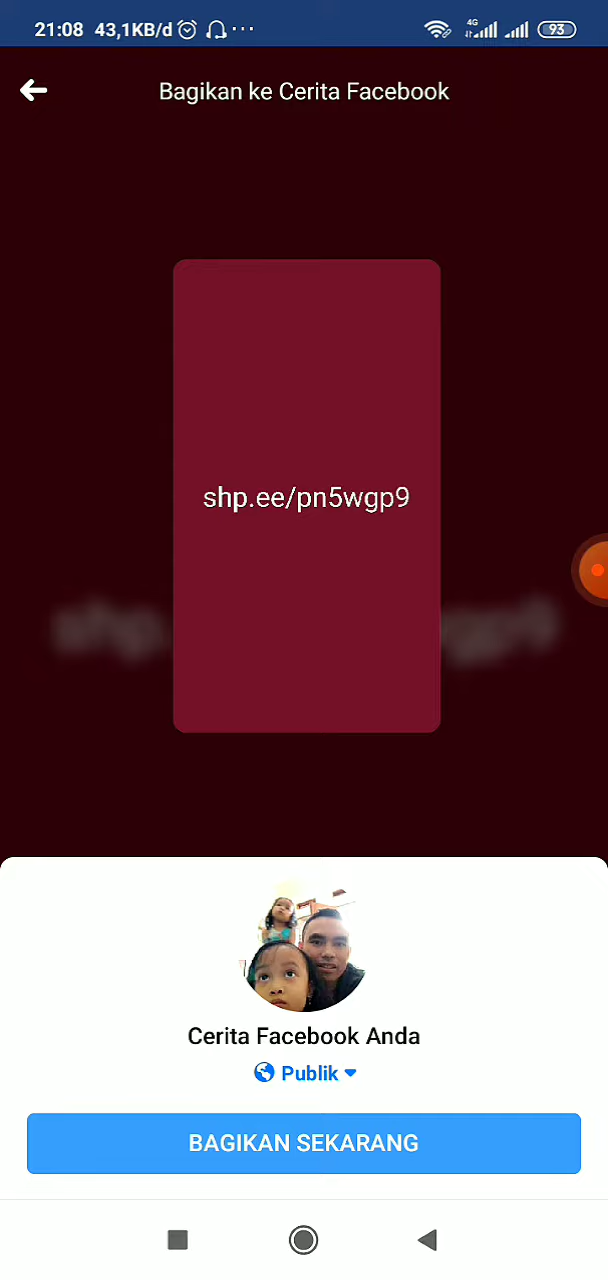 21:08 43,1KB/d ...
4G
93
Bagikan ke Cerita Facebook
shp.ee/pn5wgp9
Cerita Facebook Anda
Publik
BAGIKAN SEKARANG